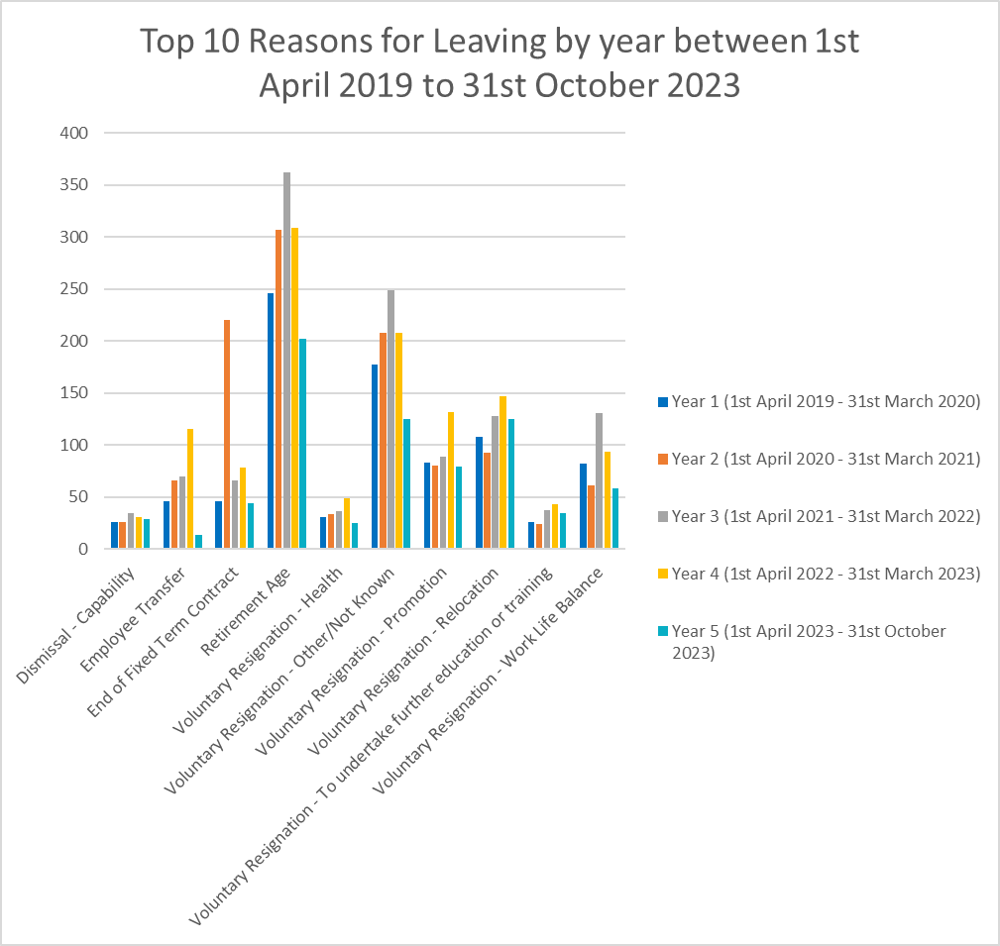 Top 10 Reasons for Leaving by year between 1st
April 2019 to 31st October 2023
400
350
300
250
200
150
100
50
0
Dismissal - Capability
Employee Transfer
End of Fixed Term Contract
Retirement Age
Voluntary Resignation - Health
Voluntary Resignation - Other/Not Known
Voluntary Resignation - Promotion
Voluntary Resignation - Relocation
Voluntary Resignation - To undertake further education or training
Voluntary Resignation - Work Life Balance
Year 1 (1st April 2019 - 31st March 2020)
Year 2 (1st April 2020 - 31st March 2021)
Year 3 (1st April 2021 - 31st March 2022)
Year 4 (1st April 2022 - 31st March 2023)
Year 5 (1st April 2023 - 31st October
2023)